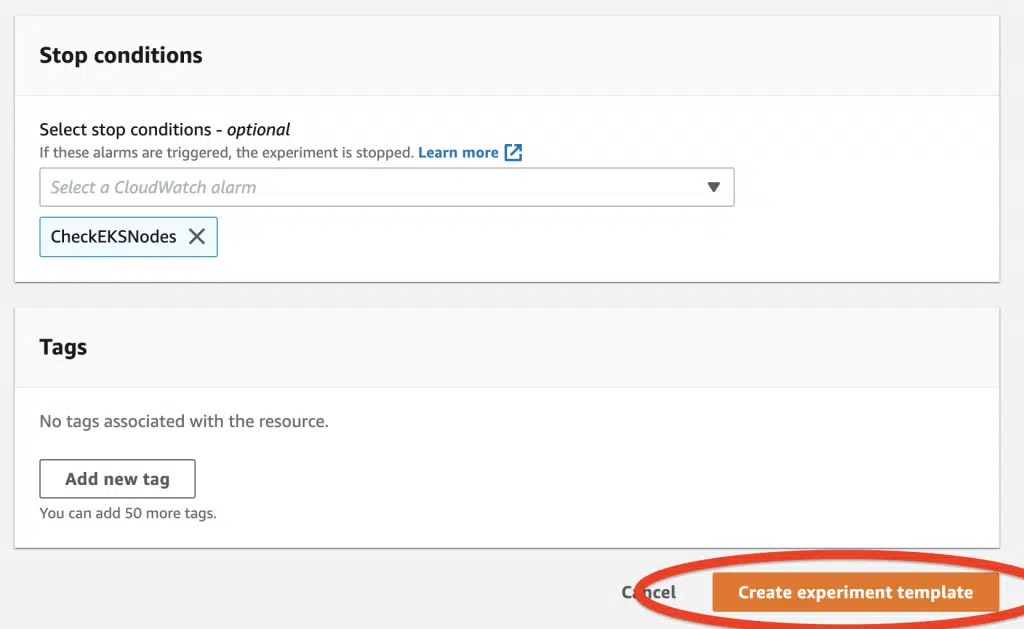 Stop conditions
Select stop conditions - optional
If these alarms are triggered, the experiment is stopped. Learn more
Select a CloudWatch alarm
CheckEKSNodes
Tags
No tags associated with the resource.
Add new tag
You can add 50 more tags.
Cancel
Create experiment template